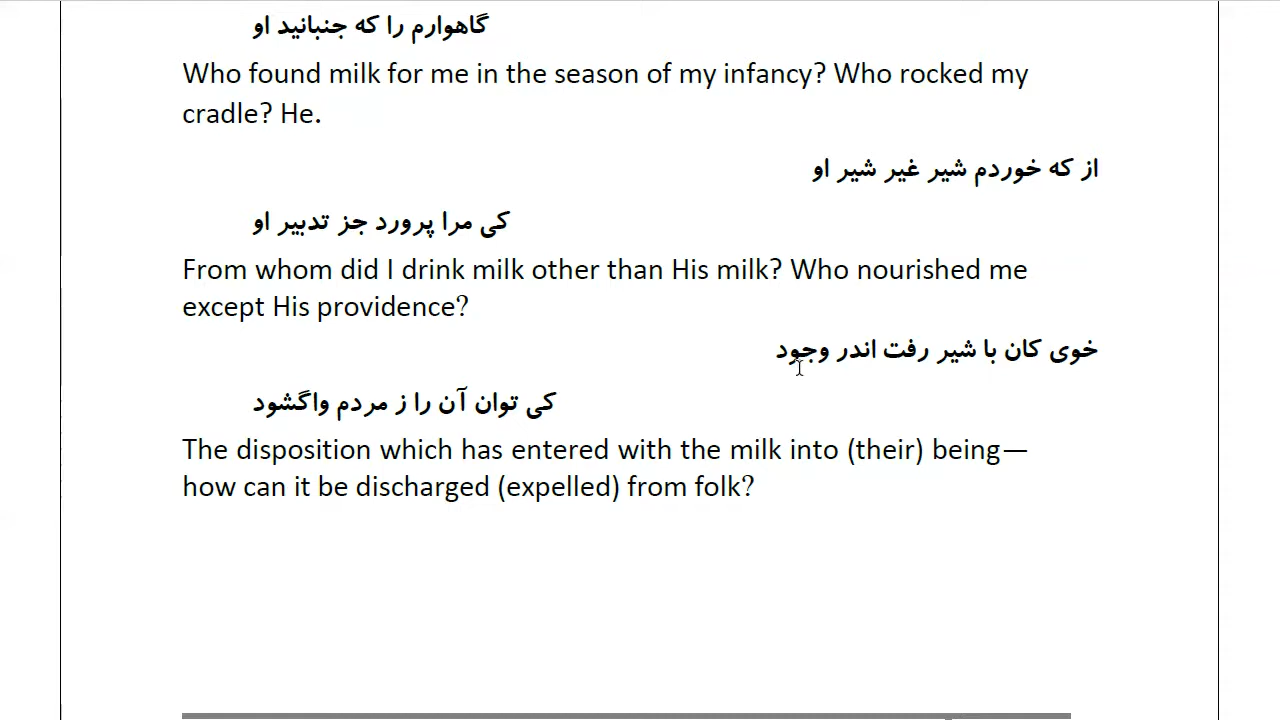 گاهوارم را که جنبانید او
Who found milk for me in the season of my infancy? Who rocked my
cradle? He.
از که خوردم شیر غیر شیر او
کی مرا پرورد جز تدبیر او
From whom did I drink milk other than His milk? Who nourished me
except His providence?
خوی کان با شیر رفت اندر وجود
کی توان آن را ز مردم واگشود
The disposition which has entered with the milk into (their) being—
how can it be discharged (expelled) from folk?